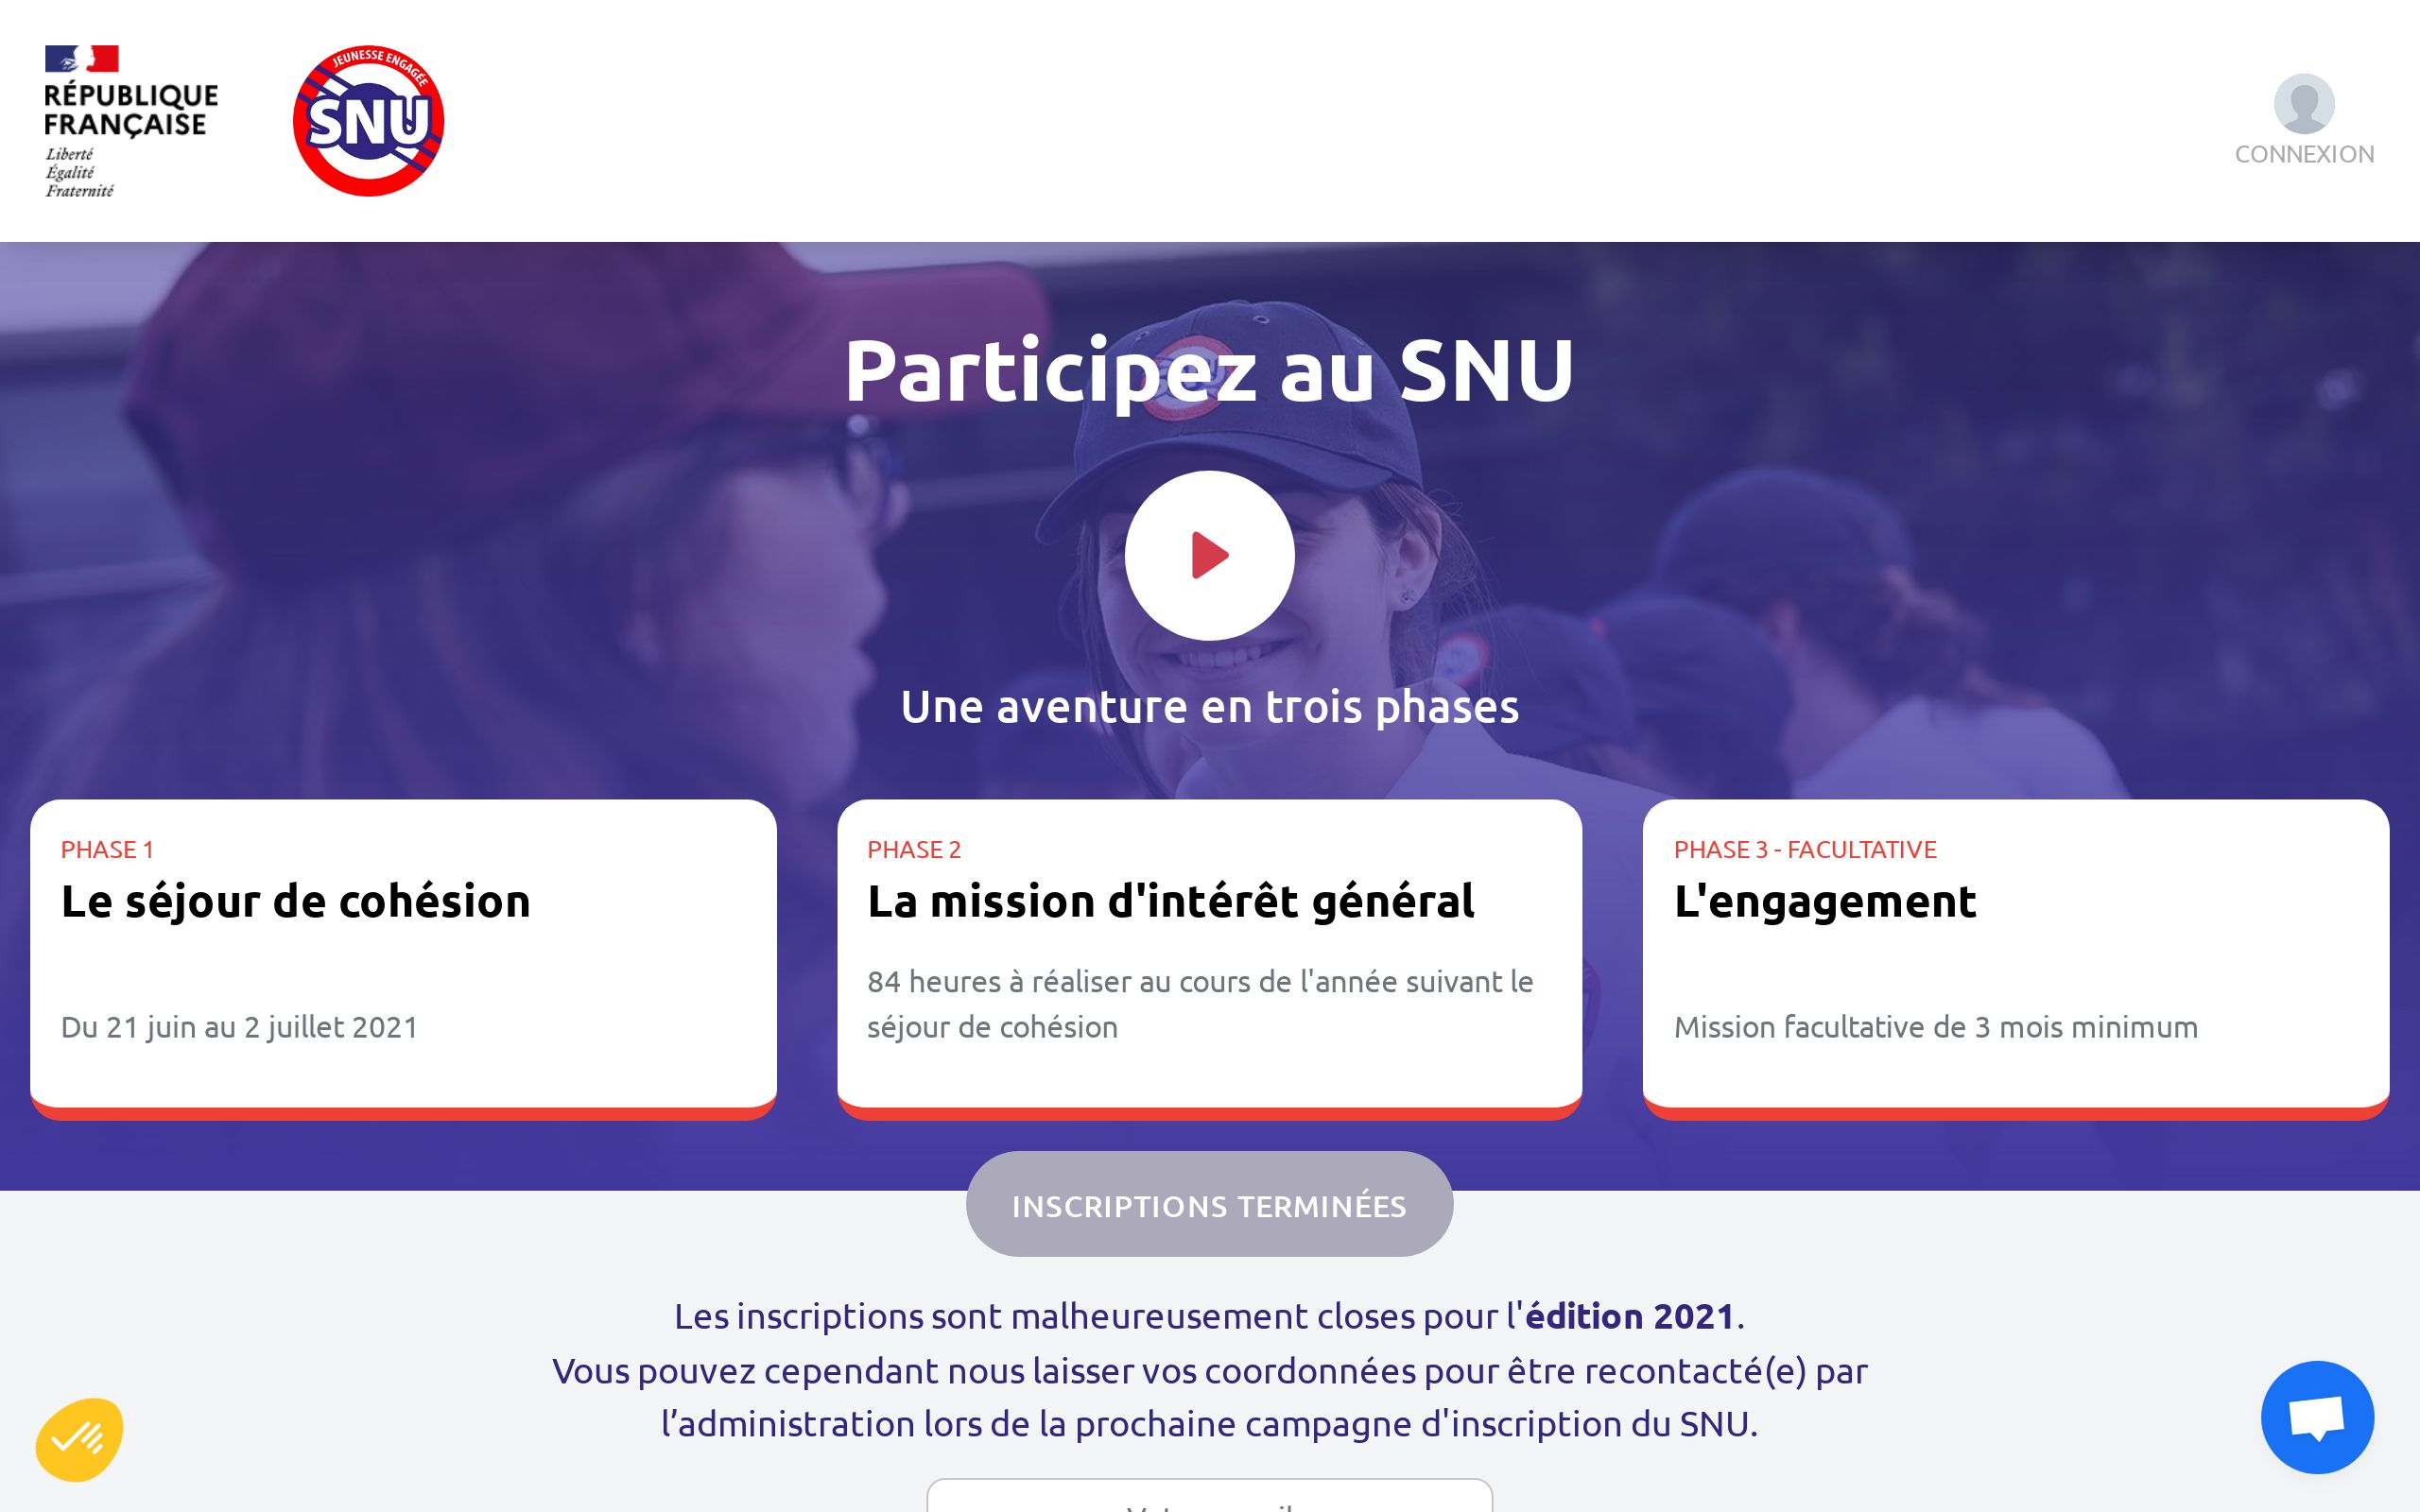 RÉPUBLIQUE
FRANÇAISE
Liberté
Égalité
Fraternité
JEUNESSE ENGAGÉE
SNU
CONNEXION
Participez au SNU
Une aventure en trois phases
PHASE 1
Le séjour de cohésion
Du 21 juin au 2 juillet 2021
PHASE 2
La mission d'intérêt général
84 heures à réaliser au cours de l'année suivant le
séjour de cohésion
PHASE 3 - FACULTATIVE
L'engagement
Mission facultative de 3 mois minimum
INSCRIPTIONS TERMINÉES
Les inscriptions sont malheureusement closes pour l'édition 2021.
Vous pouvez cependant nous laisser vos coordonnées pour être recontacté(e) par
l’administration lors de la prochaine campagne d'inscription du SNU.